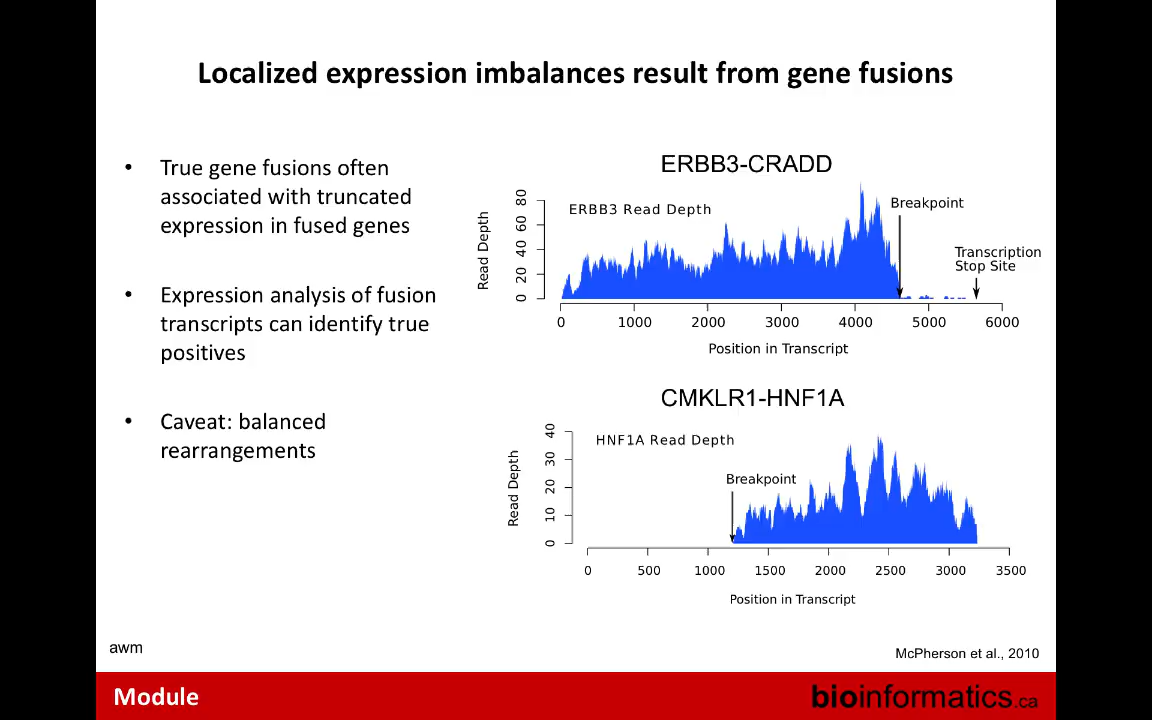 Localized expression imbalances result from gene fusions
• True gene fusions often
associated with truncated
expression in fused genes
• Expression analysis of fusion
transcripts can identify true
positives
• Caveat: balanced
rearrangements
ERBB3-CRADD
ERBB3 Read Depth
Breakpoint
Transcription
Stop Site
Read Depth
0 20 40 60 80
0 1000 2000 3000 4000 5000 6000
Position in Transcript
CMKLR1-HNF1A
HNF1A Read Depth
Breakpoint
Read Depth
0 10 20 30 40
0 500 1000 1500 2000 2500 3000 3500
Position in Transcript
awm
McPherson et al., 2010
Module
bioinformatics.ca